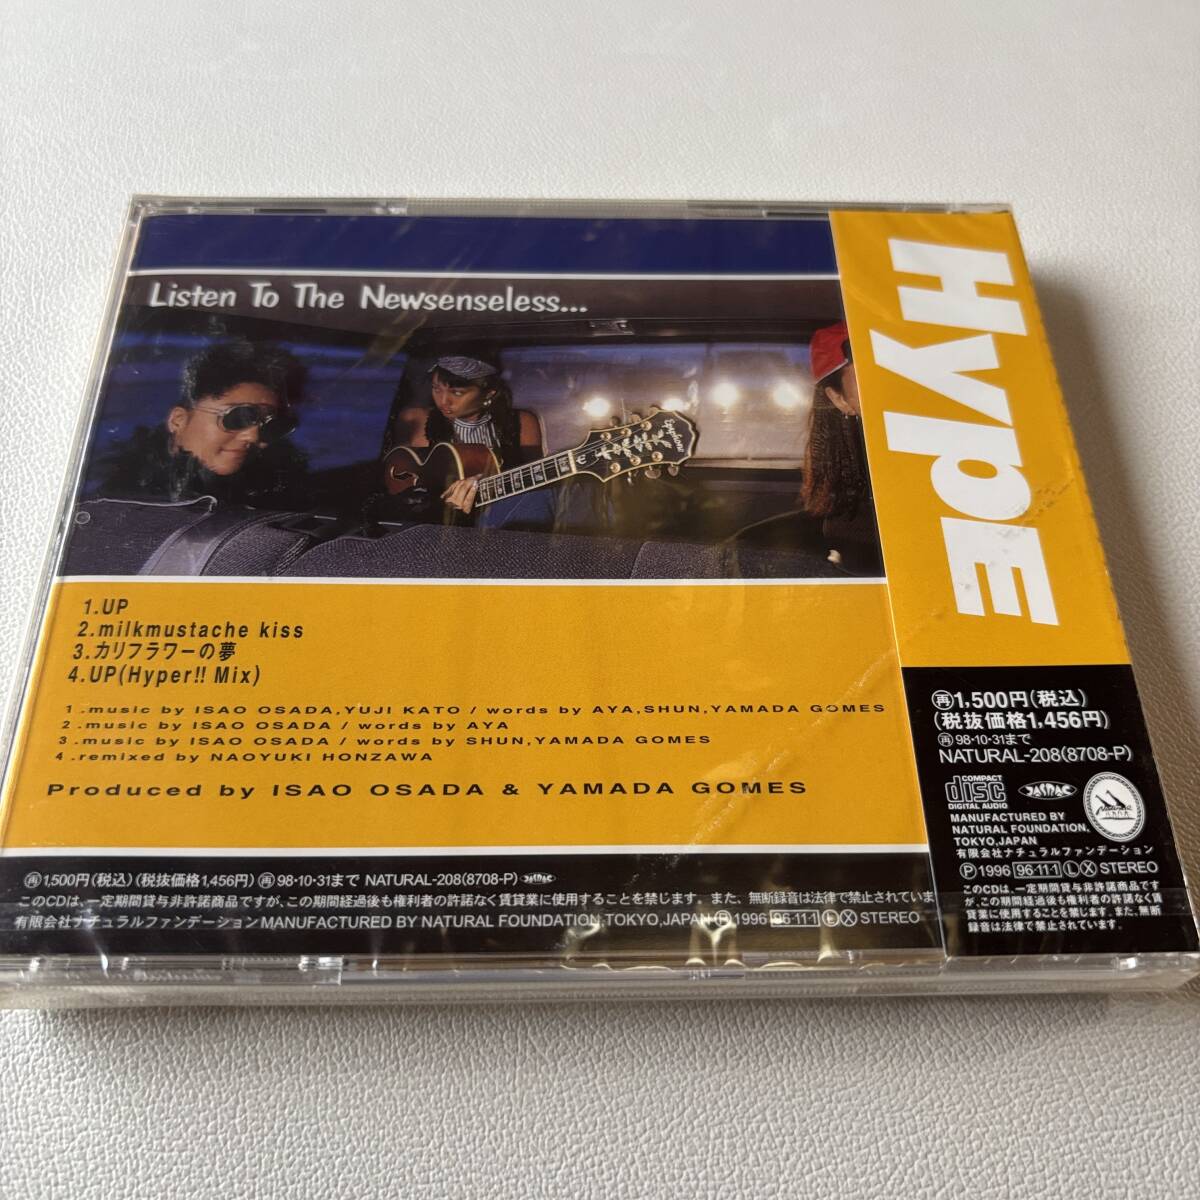 Listen To The Newsenseless...
Epiphone
1.UP
2.milkmustache kiss
3.カリフラワーの夢
4.UP(Hyper!! Mix)
1.music by ISAO OSADA,YUJI KATO / words by AYA,SHUN,YAMADA GOMES
2.music by ISAO OSADA / words by AYA
3.music by ISAO OSADA / words by SHUN,YAMADA GOMES
4.remixed by NAOYUKI HONZAWA
Produced by ISAO OSADA & YAMADA GOMES
再1,500円(税込)(税抜価格1,456円)再98·10·31まで NATURAL-208(8708-P) JASRAC
このCDは、一定期間貸与非許諾商品ですが、この期間経過後も権利者の許諾なく賃貸業に使用することを禁じます。また、無断録音は法律で禁止されていま
有限会社ナチュラルファンデーション MANUFACTURED BY NATURAL FOUNDATION,TOKYO,JAPAN Ⓟ1996 96·11·1 Ⓛ Ⓧ STEREO
HypE
再1,500円(税込)
(税抜価格1,456円)
再98·10·31まで
NATURAL-208(8708-P)
COMPACT
disc
DIGITAL AUDIO
JASRAC
MANUFACTURED BY
NATURAL FOUNDATION,
TOKYO,JAPAN
有限会社ナチュラルファンデーション
Ⓟ1996 96·11·1 Ⓛ Ⓧ STEREO
このCDは、一定期間貸与非許諾商品です
が、この期間経過後も権利者の許諾なく賃
貸業に使用することを禁じます。また、無断
録音は法律で禁止されています。